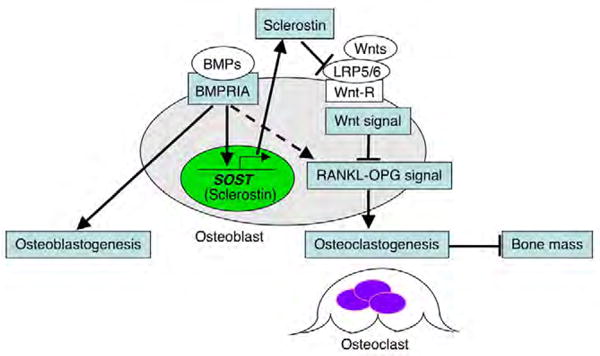 Sclerostin
Wnts
BMPs
LRP5/6
BMPRIA
Wnt-R
Wnt signal
SOST
(Sclerostin)
RANKL-OPG signal
Osteoblast
Osteoblastogenesis
Osteoclastogenesis
Bone mass
Osteoclast